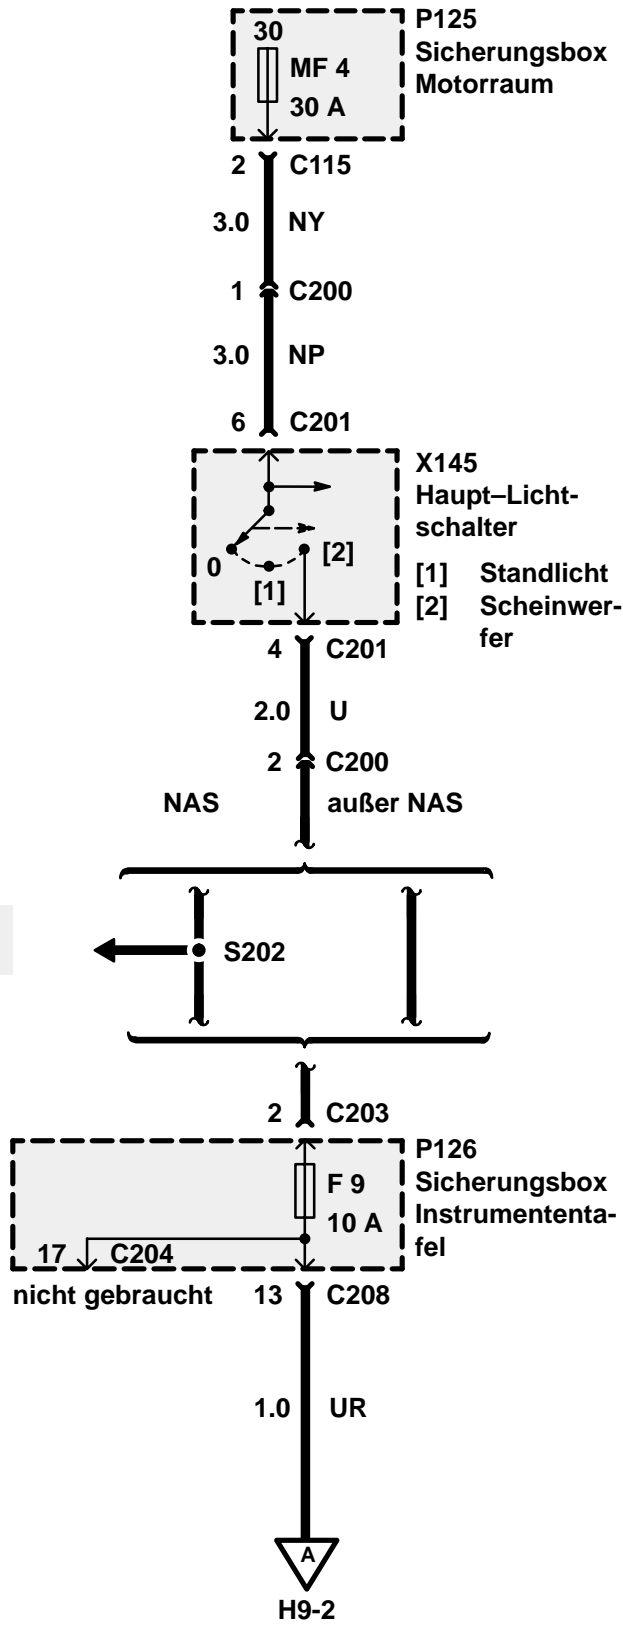 30
MF 4
30 A
P125
Sicherungsbox
Motorraum
2 C115
3.0 NY
1 C200
3.0 NP
6 C201
X145
Haupt–Licht-
schalter
0
[1]
[2]
[1] Standlicht
[2] Scheinwer-
fer
4 C201
2.0 U
2 C200
NAS außer NAS
S202
2 C203
P126
Sicherungsbox
Instrumententa-
fel
F 9
10 A
17 C204
nicht gebraucht
13 C208
1.0 UR
A
H9-2